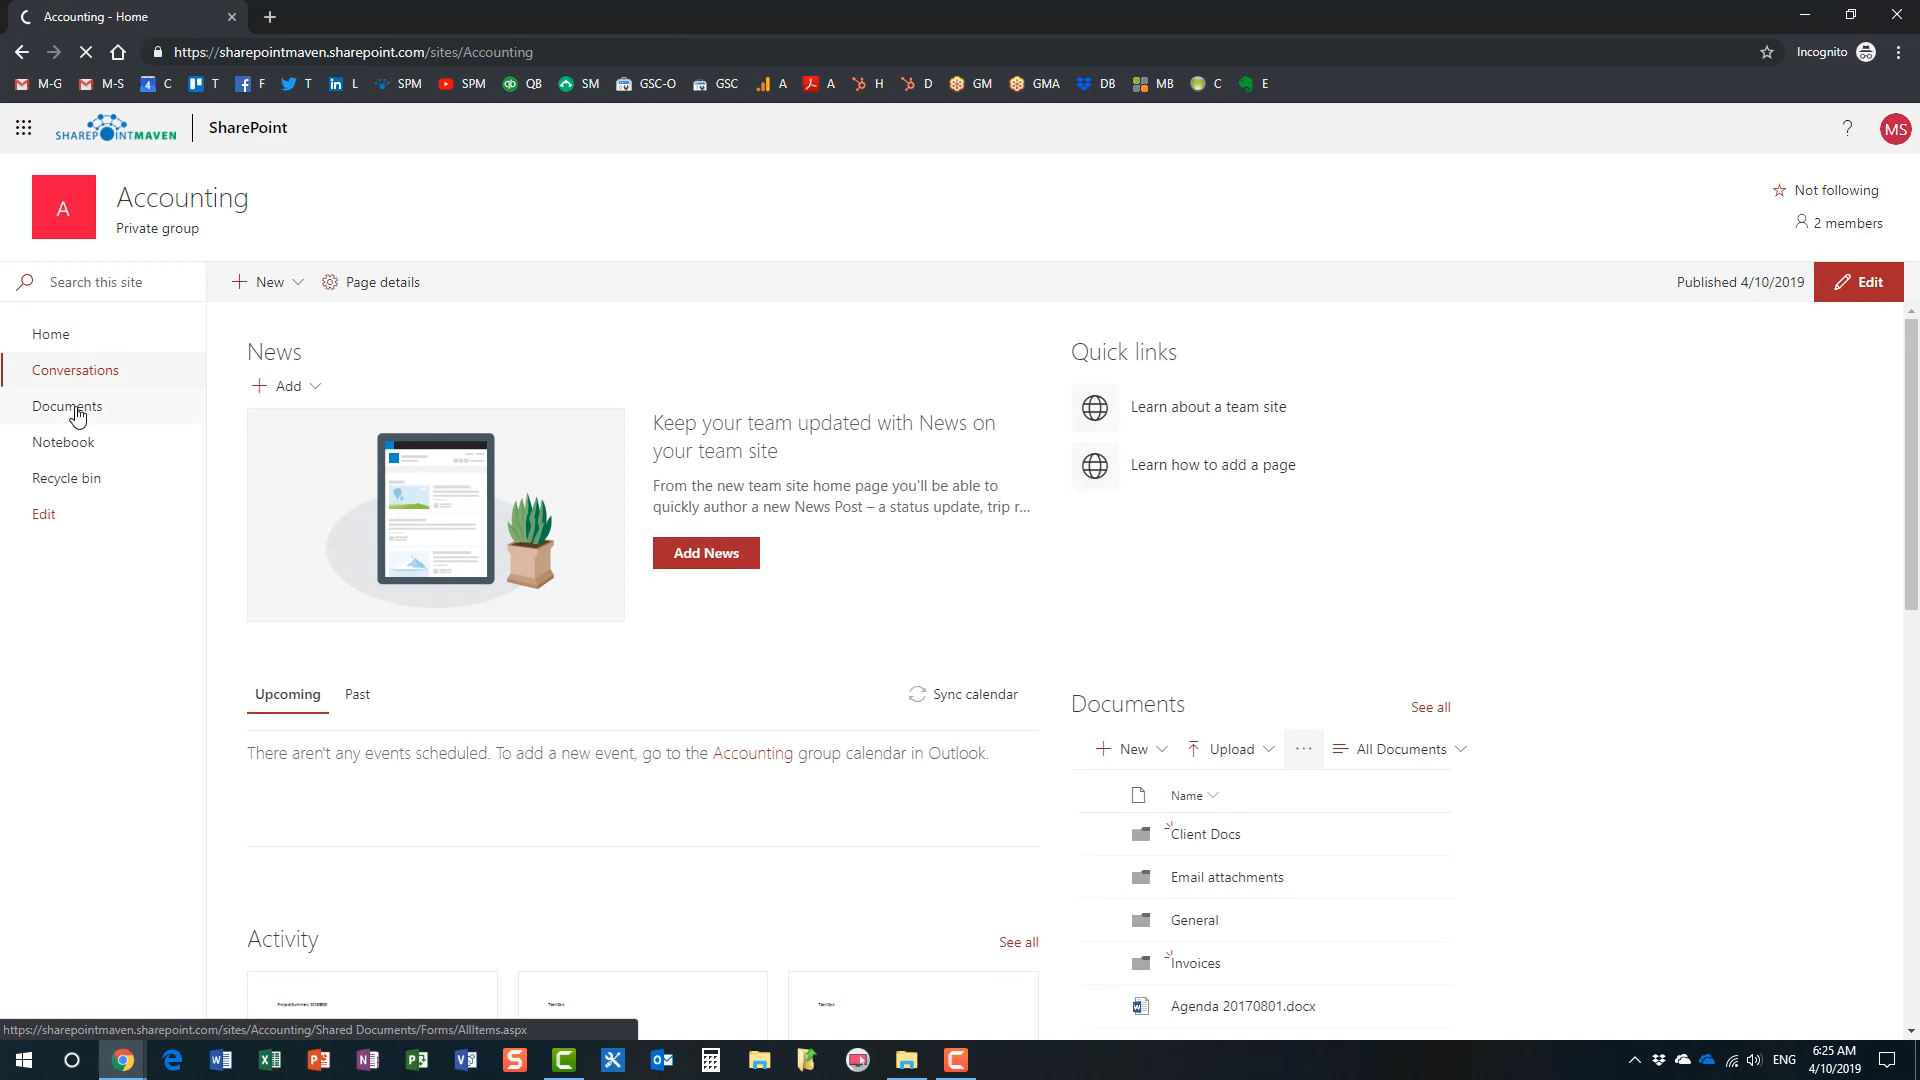 Accounting - Home
https://sharepointmaven.sharepoint.com/sites/Accounting
Incognito
M-G M-S C T F T L SPM SPM QB SM GSC-O GSC A A H D GM GMA DB MB C E
SHAREPOINTMAVEN SharePoint
MS
A
Accounting
Private group
Not following
2 members
Search this site
New
Page details
Published 4/10/2019
Edit
Home
Conversations
Documents
Notebook
Recycle bin
Edit
News
Add
Keep your team updated with News on
your team site
From the new team site home page you'll be able to
quickly author a new News Post – a status update, trip r...
Add News
Quick links
Learn about a team site
Learn how to add a page
Upcoming Past Sync calendar
There aren't any events scheduled. To add a new event, go to the Accounting group calendar in Outlook.
Documents See all
New Upload ... All Documents
Name
Client Docs
Email attachments
General
Invoices
Agenda 20170801.docx
Activity See all
https://sharepointmaven.sharepoint.com/sites/Accounting/Shared Documents/Forms/AllItems.aspx
ENG
6:25 AM
4/10/2019